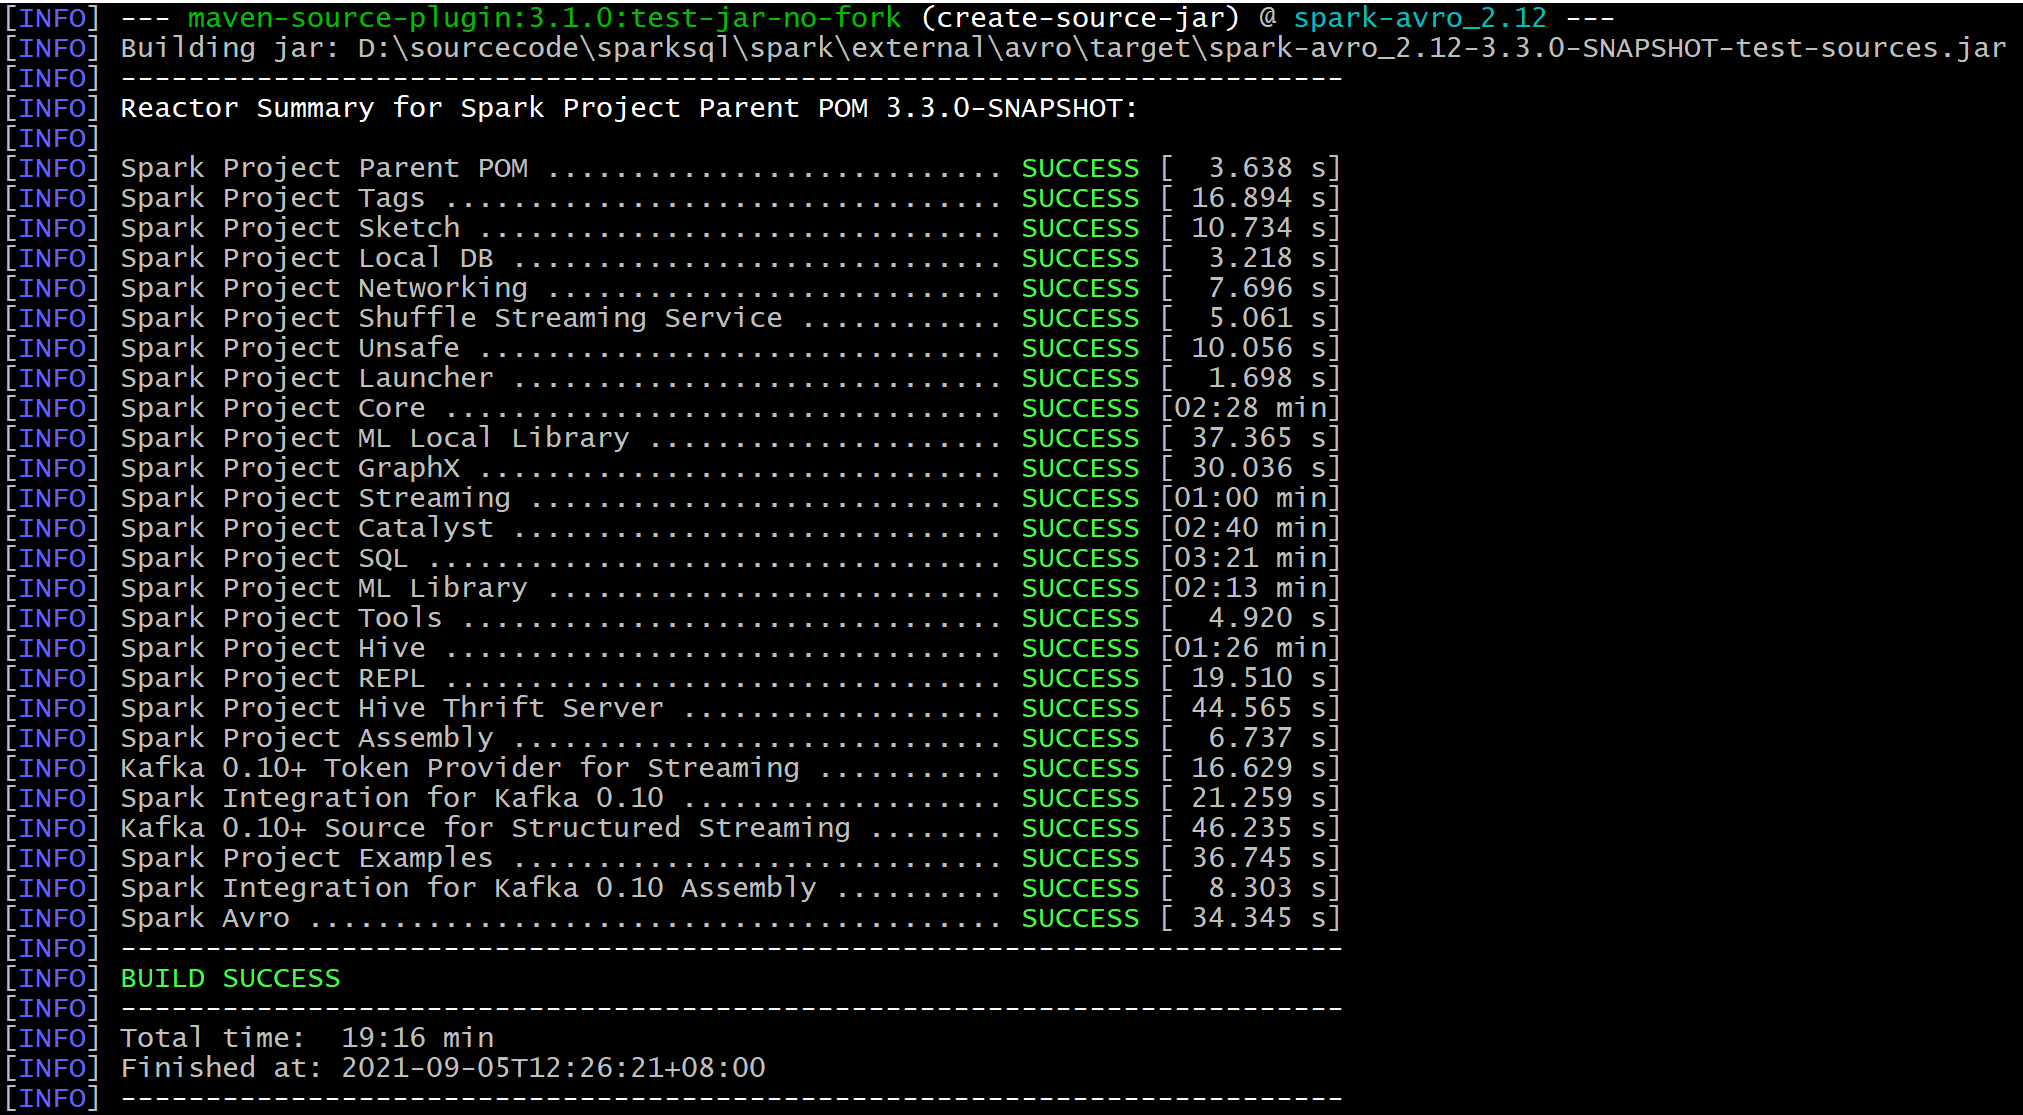 [INFO] --- maven-source-plugin:3.1.0:test-jar-no-fork (create-source-jar) @ spark-avro_2.12 ---
[INFO] Building jar: D:\sourcecode\sparksql\spark\external\avro\target\spark-avro_2.12-3.3.0-SNAPSHOT-test-sources.jar
[INFO] ------------------------------------------------------------------------
[INFO] Reactor Summary for Spark Project Parent POM 3.3.0-SNAPSHOT:
[INFO]
[INFO] Spark Project Parent POM ........................... SUCCESS [  3.638 s]
[INFO] Spark Project Tags ................................. SUCCESS [ 16.894 s]
[INFO] Spark Project Sketch ............................... SUCCESS [ 10.734 s]
[INFO] Spark Project Local DB ............................. SUCCESS [  3.218 s]
[INFO] Spark Project Networking ........................... SUCCESS [  7.696 s]
[INFO] Spark Project Shuffle Streaming Service ............ SUCCESS [  5.061 s]
[INFO] Spark Project Unsafe ............................... SUCCESS [ 10.056 s]
[INFO] Spark Project Launcher ............................. SUCCESS [  1.698 s]
[INFO] Spark Project Core ................................. SUCCESS [02:28 min]
[INFO] Spark Project ML Local Library ..................... SUCCESS [ 37.365 s]
[INFO] Spark Project GraphX ............................... SUCCESS [ 30.036 s]
[INFO] Spark Project Streaming ............................ SUCCESS [01:00 min]
[INFO] Spark Project Catalyst ............................. SUCCESS [02:40 min]
[INFO] Spark Project SQL .................................. SUCCESS [03:21 min]
[INFO] Spark Project ML Library ........................... SUCCESS [02:13 min]
[INFO] Spark Project Tools ................................ SUCCESS [  4.920 s]
[INFO] Spark Project Hive ................................. SUCCESS [01:26 min]
[INFO] Spark Project REPL ................................. SUCCESS [ 19.510 s]
[INFO] Spark Project Hive Thrift Server ................... SUCCESS [ 44.565 s]
[INFO] Spark Project Assembly ............................. SUCCESS [  6.737 s]
[INFO] Kafka 0.10+ Token Provider for Streaming ........... SUCCESS [ 16.629 s]
[INFO] Spark Integration for Kafka 0.10 ................... SUCCESS [ 21.259 s]
[INFO] Kafka 0.10+ Source for Structured Streaming ........ SUCCESS [ 46.235 s]
[INFO] Spark Project Examples ............................. SUCCESS [ 36.745 s]
[INFO] Spark Integration for Kafka 0.10 Assembly .......... SUCCESS [  8.303 s]
[INFO] Spark Avro ......................................... SUCCESS [ 34.345 s]
[INFO] ------------------------------------------------------------------------
[INFO] BUILD SUCCESS
[INFO] ------------------------------------------------------------------------
[INFO] Total time:  19:16 min
[INFO] Finished at: 2021-09-05T12:26:21+08:00
[INFO] ------------------------------------------------------------------------